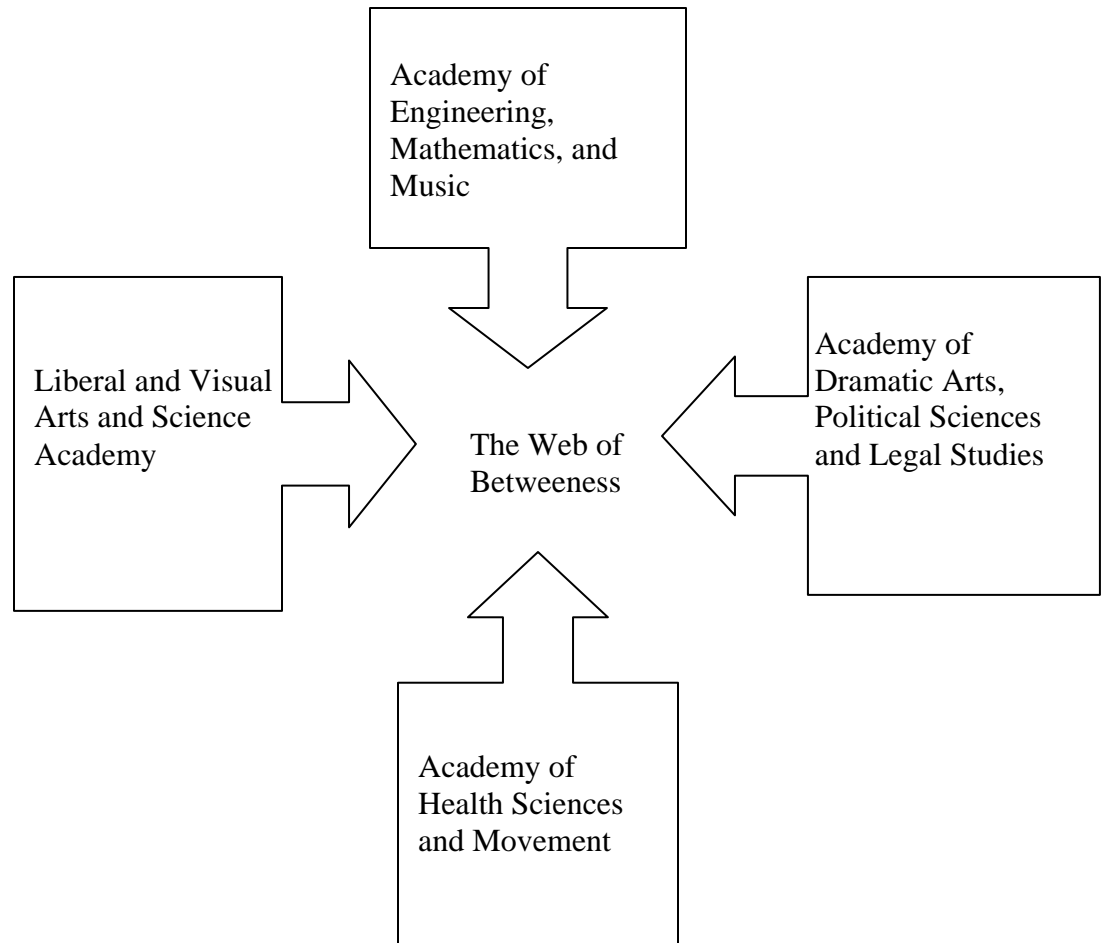 Academy of
Engineering,
Mathematics, and
Music
Liberal and Visual
Arts and Science
Academy
The Web of
Betweeness
Academy of
Dramatic Arts,
Political Sciences
and Legal Studies
Academy of
Health Sciences
and Movement